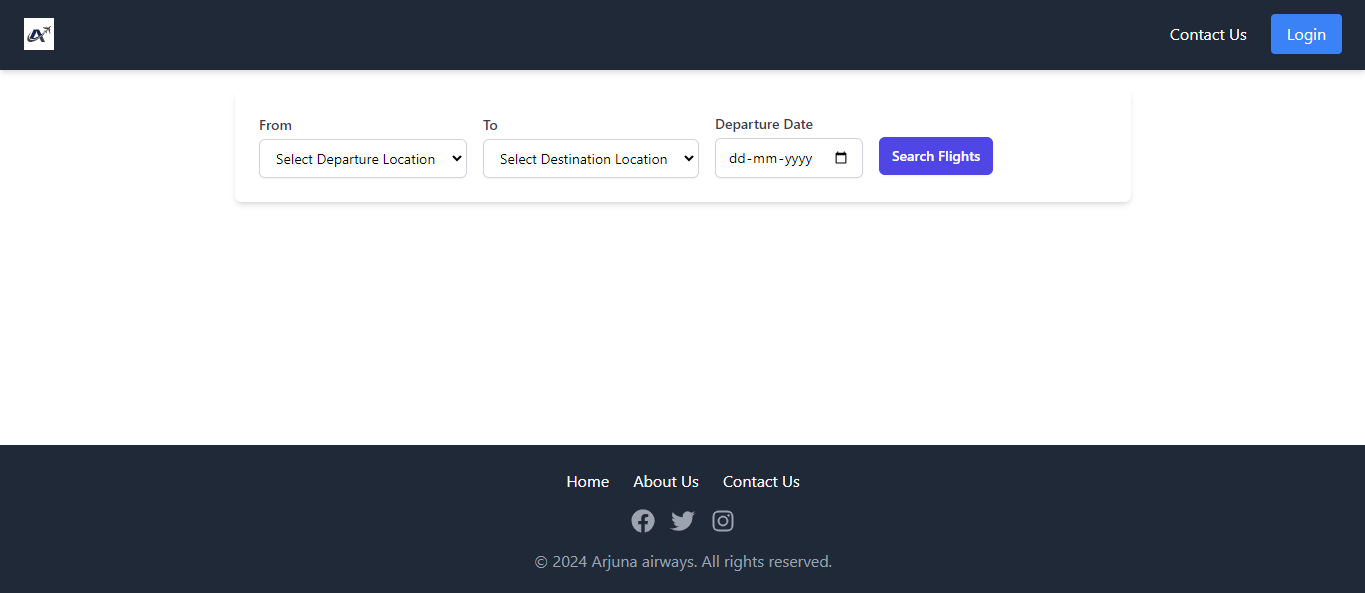 Contact Us
Login
From
To
Departure Date
Select Departure Location
Select Destination Location
dd-mm-yyyy
Search Flights
Home
About Us
Contact Us
© 2024 Arjuna airways. All rights reserved.